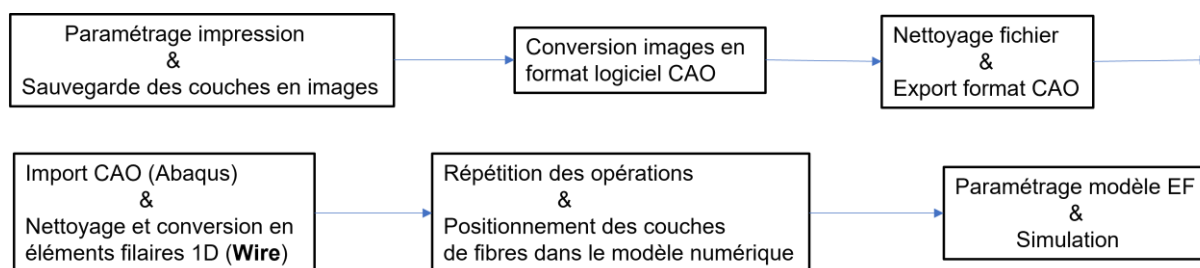 Paramétrage impression
&
Sauvegarde des couches en images
Conversion images en
format logiciel CAO
Nettoyage fichier
&
Export format CAO
Import CAO (Abaqus)
&
Nettoyage et conversion en
éléments filaires 1D (Wire)
Répétition des opérations
&
Positionnement des couches
de fibres dans le modèle numérique
Paramétrage modèle EF
&
Simulation